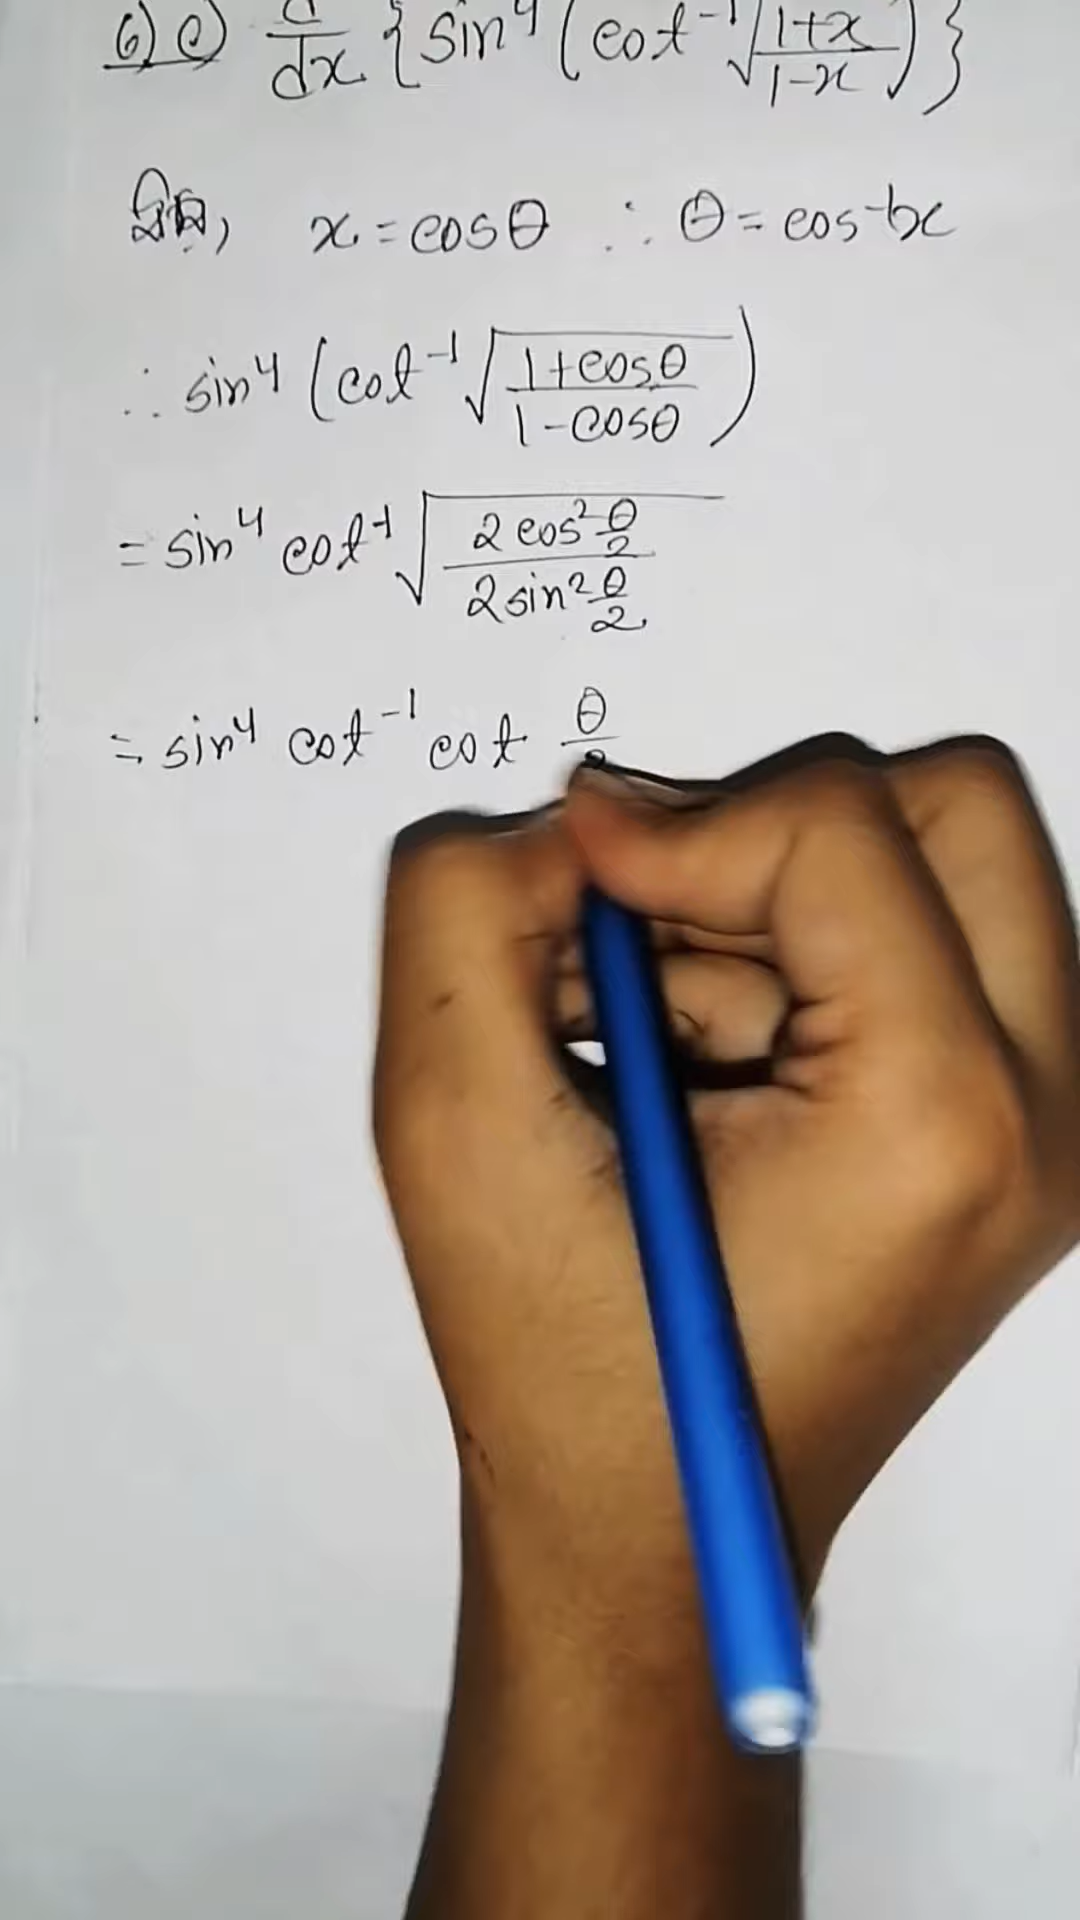 6) e) d/dx {sin⁴(cot⁻¹√(1+x/1-x))}
ধরি, x = cosθ ∴ θ = cos⁻¹x
∴ sin⁴(cot⁻¹√(1+cosθ/1-cosθ))
= sin⁴ cot⁻¹√(2cos²θ/2 / 2sin²θ/2)
= sin⁴ cot⁻¹ cot θ/2